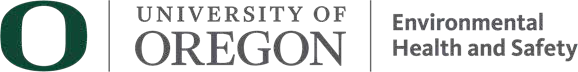 O
UNIVERSITY OF
OREGON
Environmental
Health and Safety